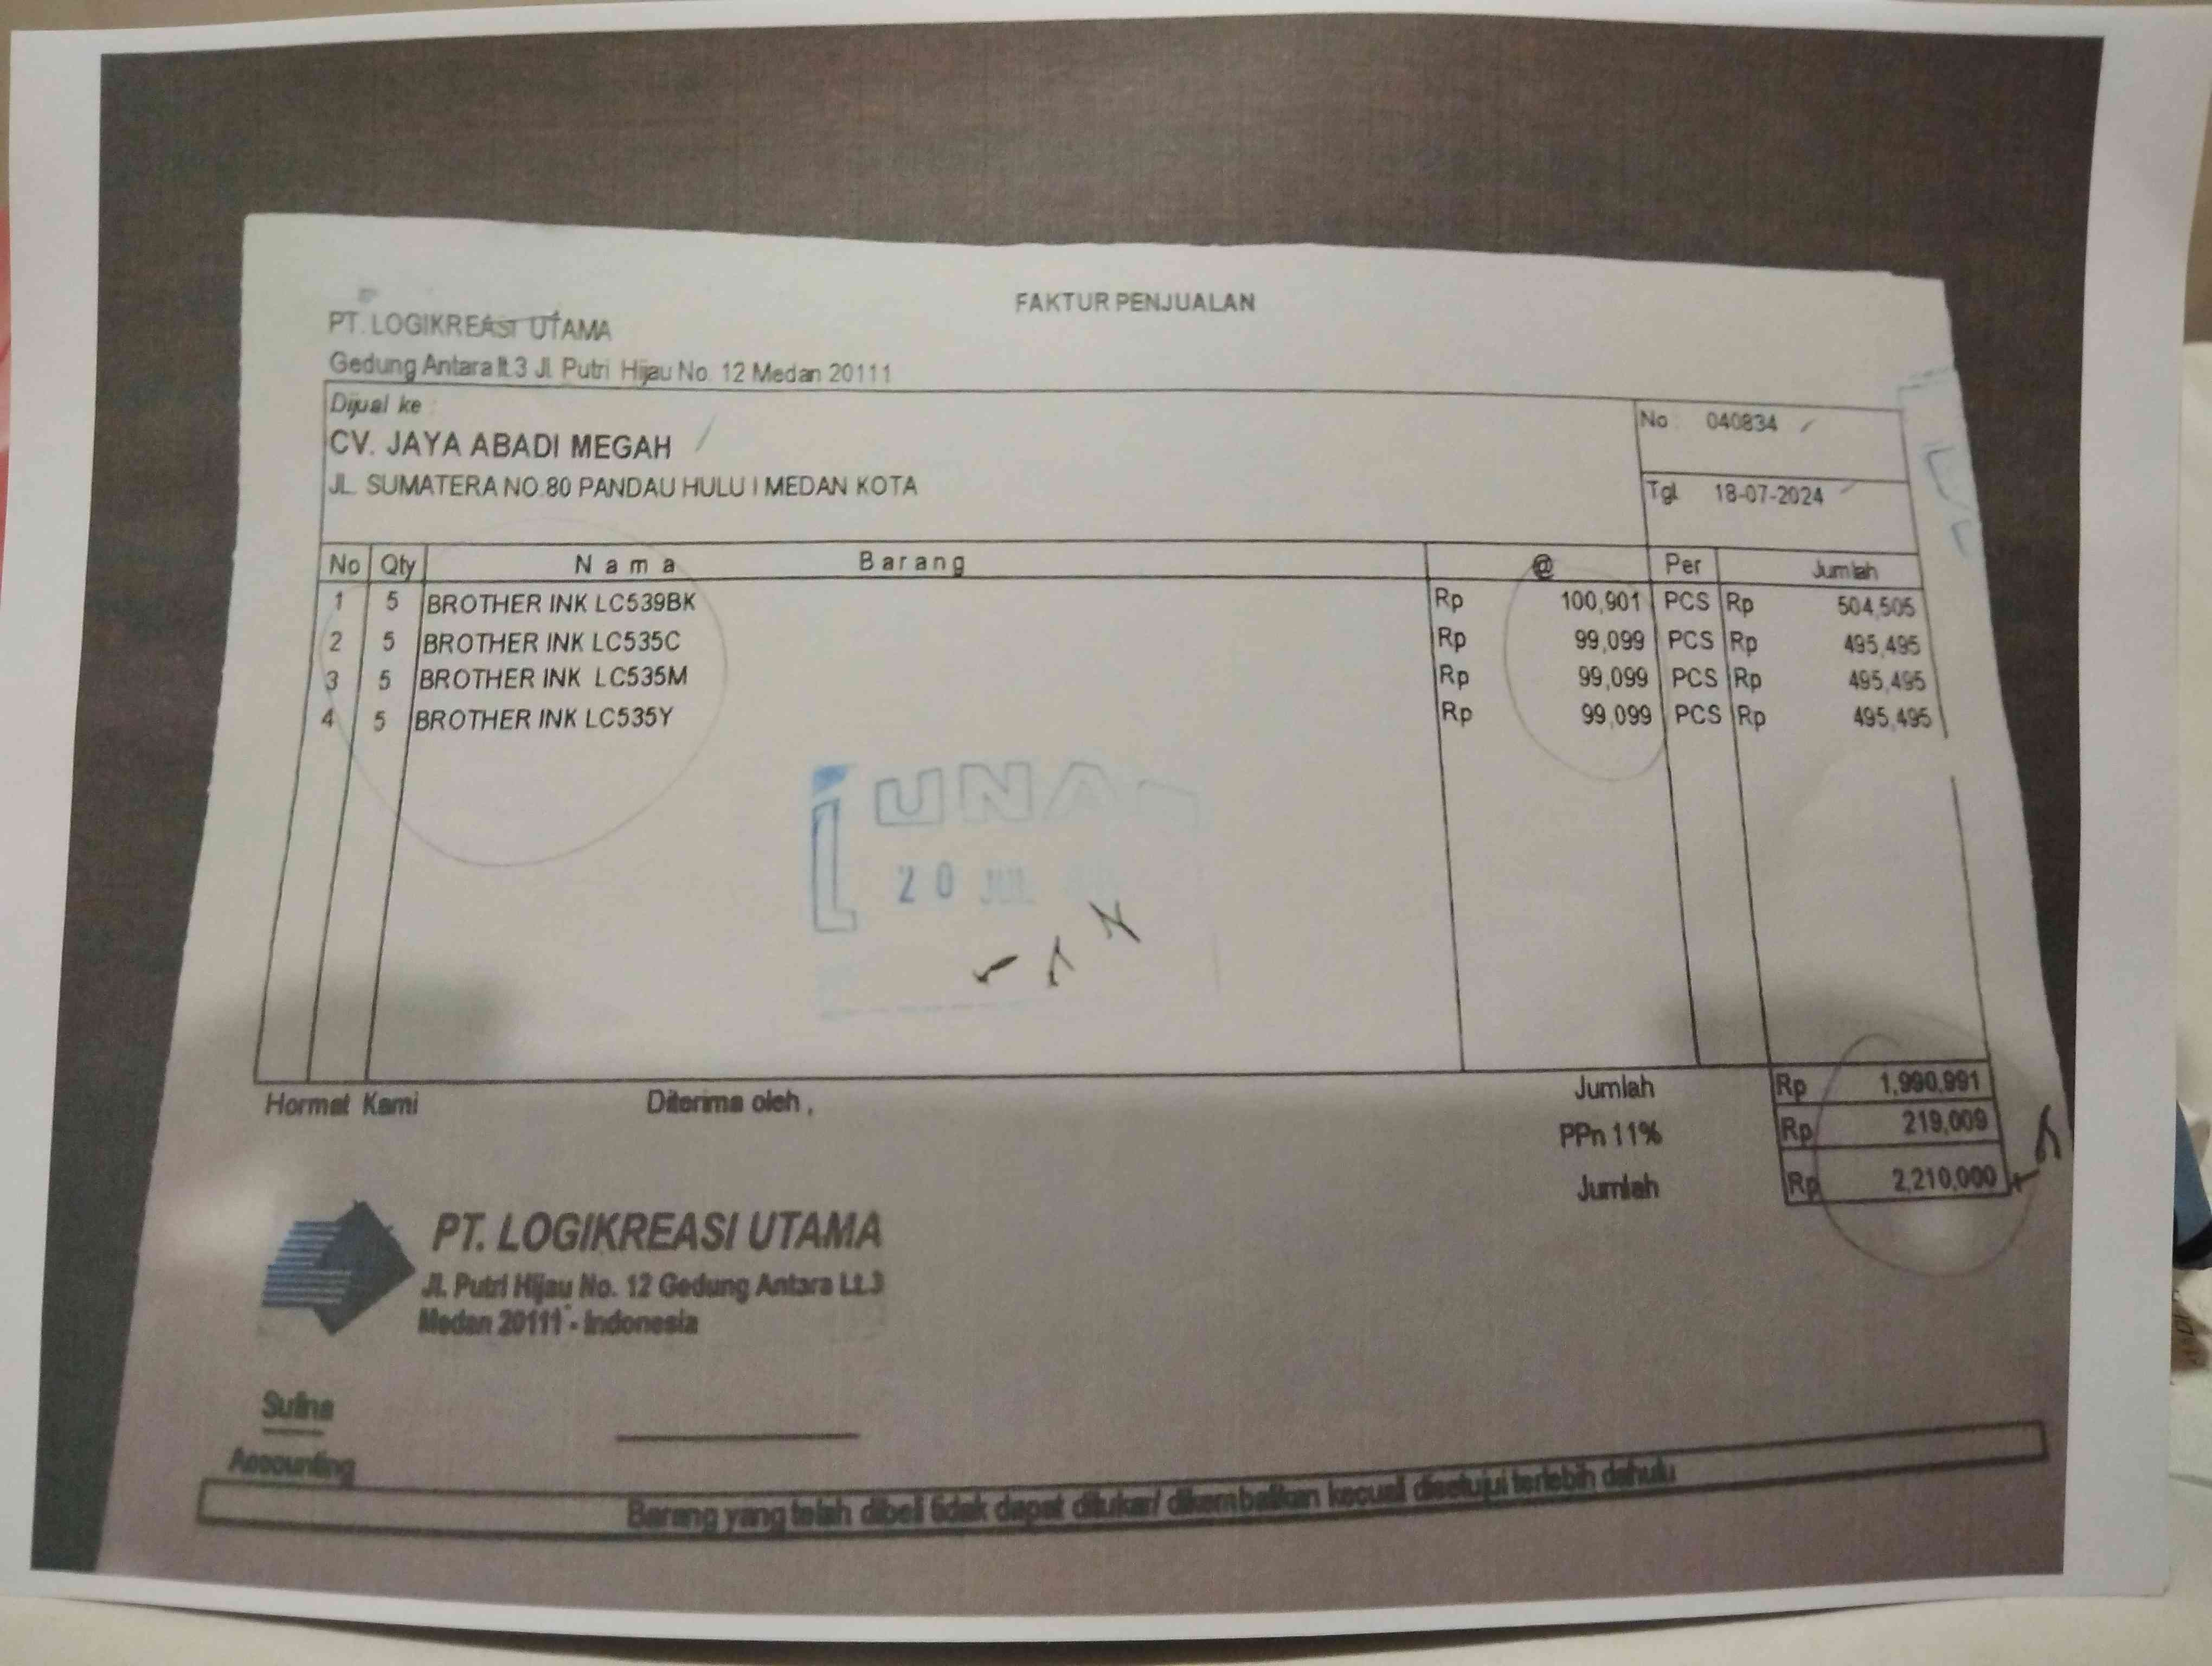 FAKTUR PENJUALAN
PT. LOGIKREASI UTAMA
Gedung Antara lt.3 Jl. Putri Hijau No. 12 Medan 20111
Dijual ke :
CV. JAYA ABADI MEGAH
JL. SUMATERA NO.80 PANDAU HULU I MEDAN KOTA
No : 040834
Tgl. 18-07-2024
No Qty Nama Barang @ Per Jumlah
1 5 BROTHER INK LC539BK Rp 100,901 PCS Rp 504,505
2 5 BROTHER INK LC535C Rp 99,099 PCS Rp 495,495
3 5 BROTHER INK LC535M Rp 99,099 PCS Rp 495,495
4 5 BROTHER INK LC535Y Rp 99,099 PCS Rp 495,495
20 JUL
Jumlah Rp 1,990,991
PPn 11% Rp 219,009
Jumlah Rp 2,210,000
Hormat Kami Diterima oleh ,
PT. LOGIKREASI UTAMA
Jl. Putri Hijau No. 12 Gedung Antara Lt.3
Medan 20111 - Indonesia
Accounting
Barang yang telah dibeli tidak dapat ditukar/ dikembalikan kecuali disetujui terlebih dahulu